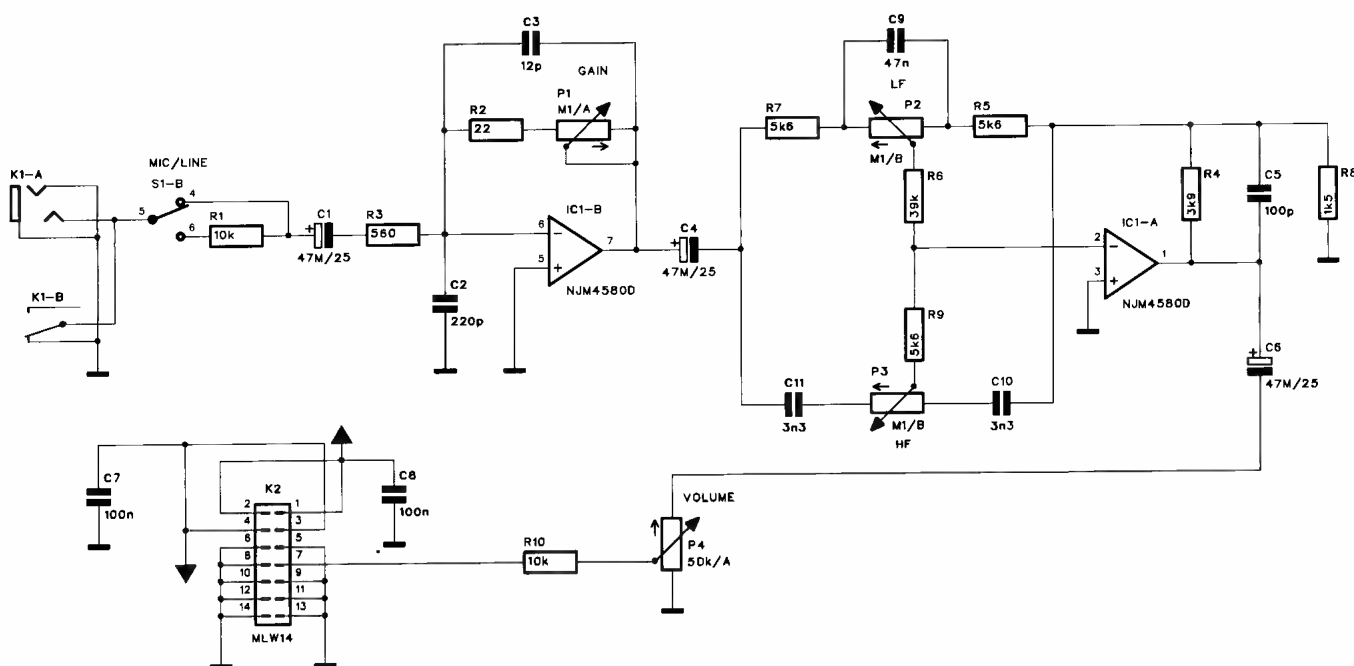 C3
12p
GAIN
P1
M1/A
R2
22
C9
47n
LF
R7
5k6
P2
M1/B
R5
5k6
K1-A
MIC/LINE
S1-B
4
5
6
R1
10k
C1
+
47M/25
R3
560
IC1-B
6
-
5
+
7
NJM4580D
C2
220p
C4
+
47M/25
R6
39k
IC1-A
2
-
3
+
1
NJM4580D
R4
3k9
C5
100p
R8
1k5
K1-B
R9
5k6
C6
+
47M/25
P3
M1/B
HF
C11
3n3
C10
3n3
C7
100n
K2
C8
100n
2 1
4 3
6 5
8 7
10 9
12 11
14 13
MLW14
R10
10k
VOLUME
P4
50k/A